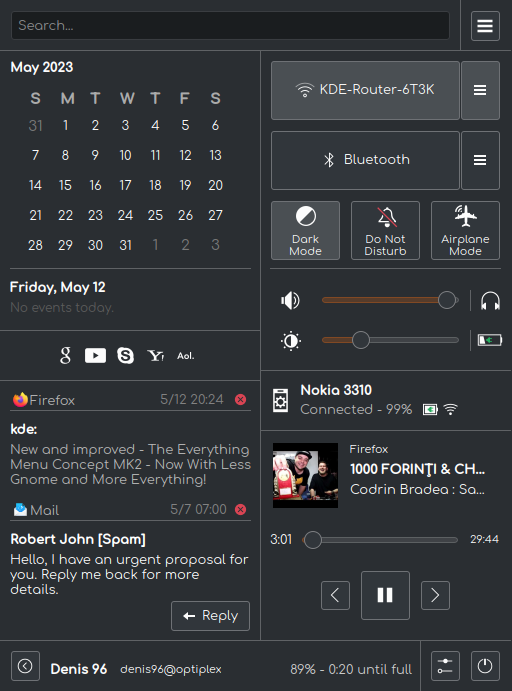 Search...
May 2023
S M T W T F S
31 1 2 3 4 5 6
7 8 9 10 11 12 13
14 15 16 17 18 19 20
21 22 23 24 25 26 27
28 29 30 31 1 2 3
Friday, May 12
No events today.
g Y! Aol.
Firefox 5/12 20:24
kde:
New and improved - The Everything
Menu Concept MK2 - Now With Less
Gnome and More Everything!
Mail 5/7 07:00
Robert John [Spam]
Hello, I have an urgent proposal for
you. Reply me back for more
details.
Reply
KDE-Router-6T3K
Bluetooth
Dark
Mode
Do Not
Disturb
Airplane
Mode
Nokia 3310
Connected - 99%
Firefox
1000 FORINȚI & CH...
Codrin Bradea : Sa...
3:01 29:44
Denis 96 denis96@optiplex 89% - 0:20 until full